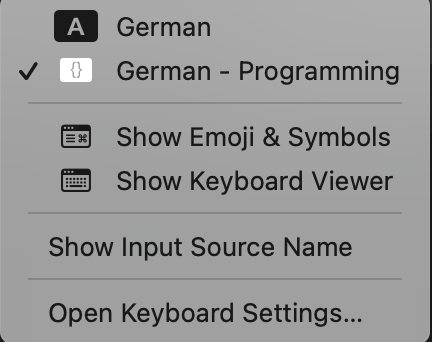 A German
✓ {} German - Programming
Show Emoji & Symbols
Show Keyboard Viewer
Show Input Source Name
Open Keyboard Settings...